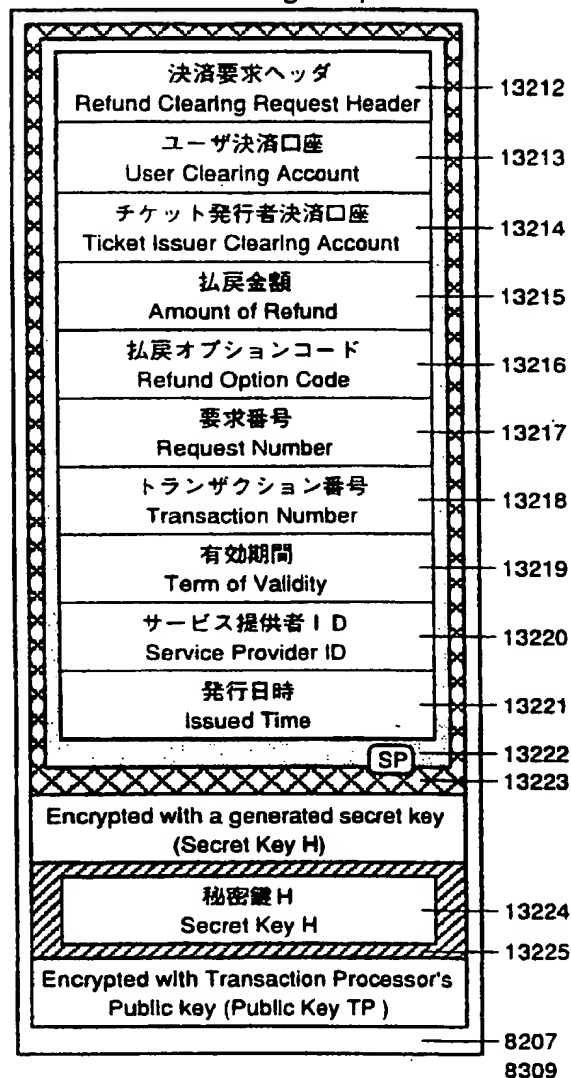 決済要求ヘッダ
Refund Clearing Request Header
13212
ユーザ決済口座
User Clearing Account
13213
チケット発行者決済口座
Ticket Issuer Clearing Account
13214
払戻金額
Amount of Refund
13215
払戻オプションコード
Refund Option Code
13216
要求番号
Request Number
13217
トランザクション番号
Transaction Number
13218
有効期間
Term of Validity
13219
サービス提供者ID
Service Provider ID
13220
発行日時
Issued Time
13221
SP
13222
13223
Encrypted with a generated secret key
(Secret Key H)
秘密鍵H
Secret Key H
13224
13225
Encrypted with Transaction Processor's
Public key (Public Key TP )
8207
8309